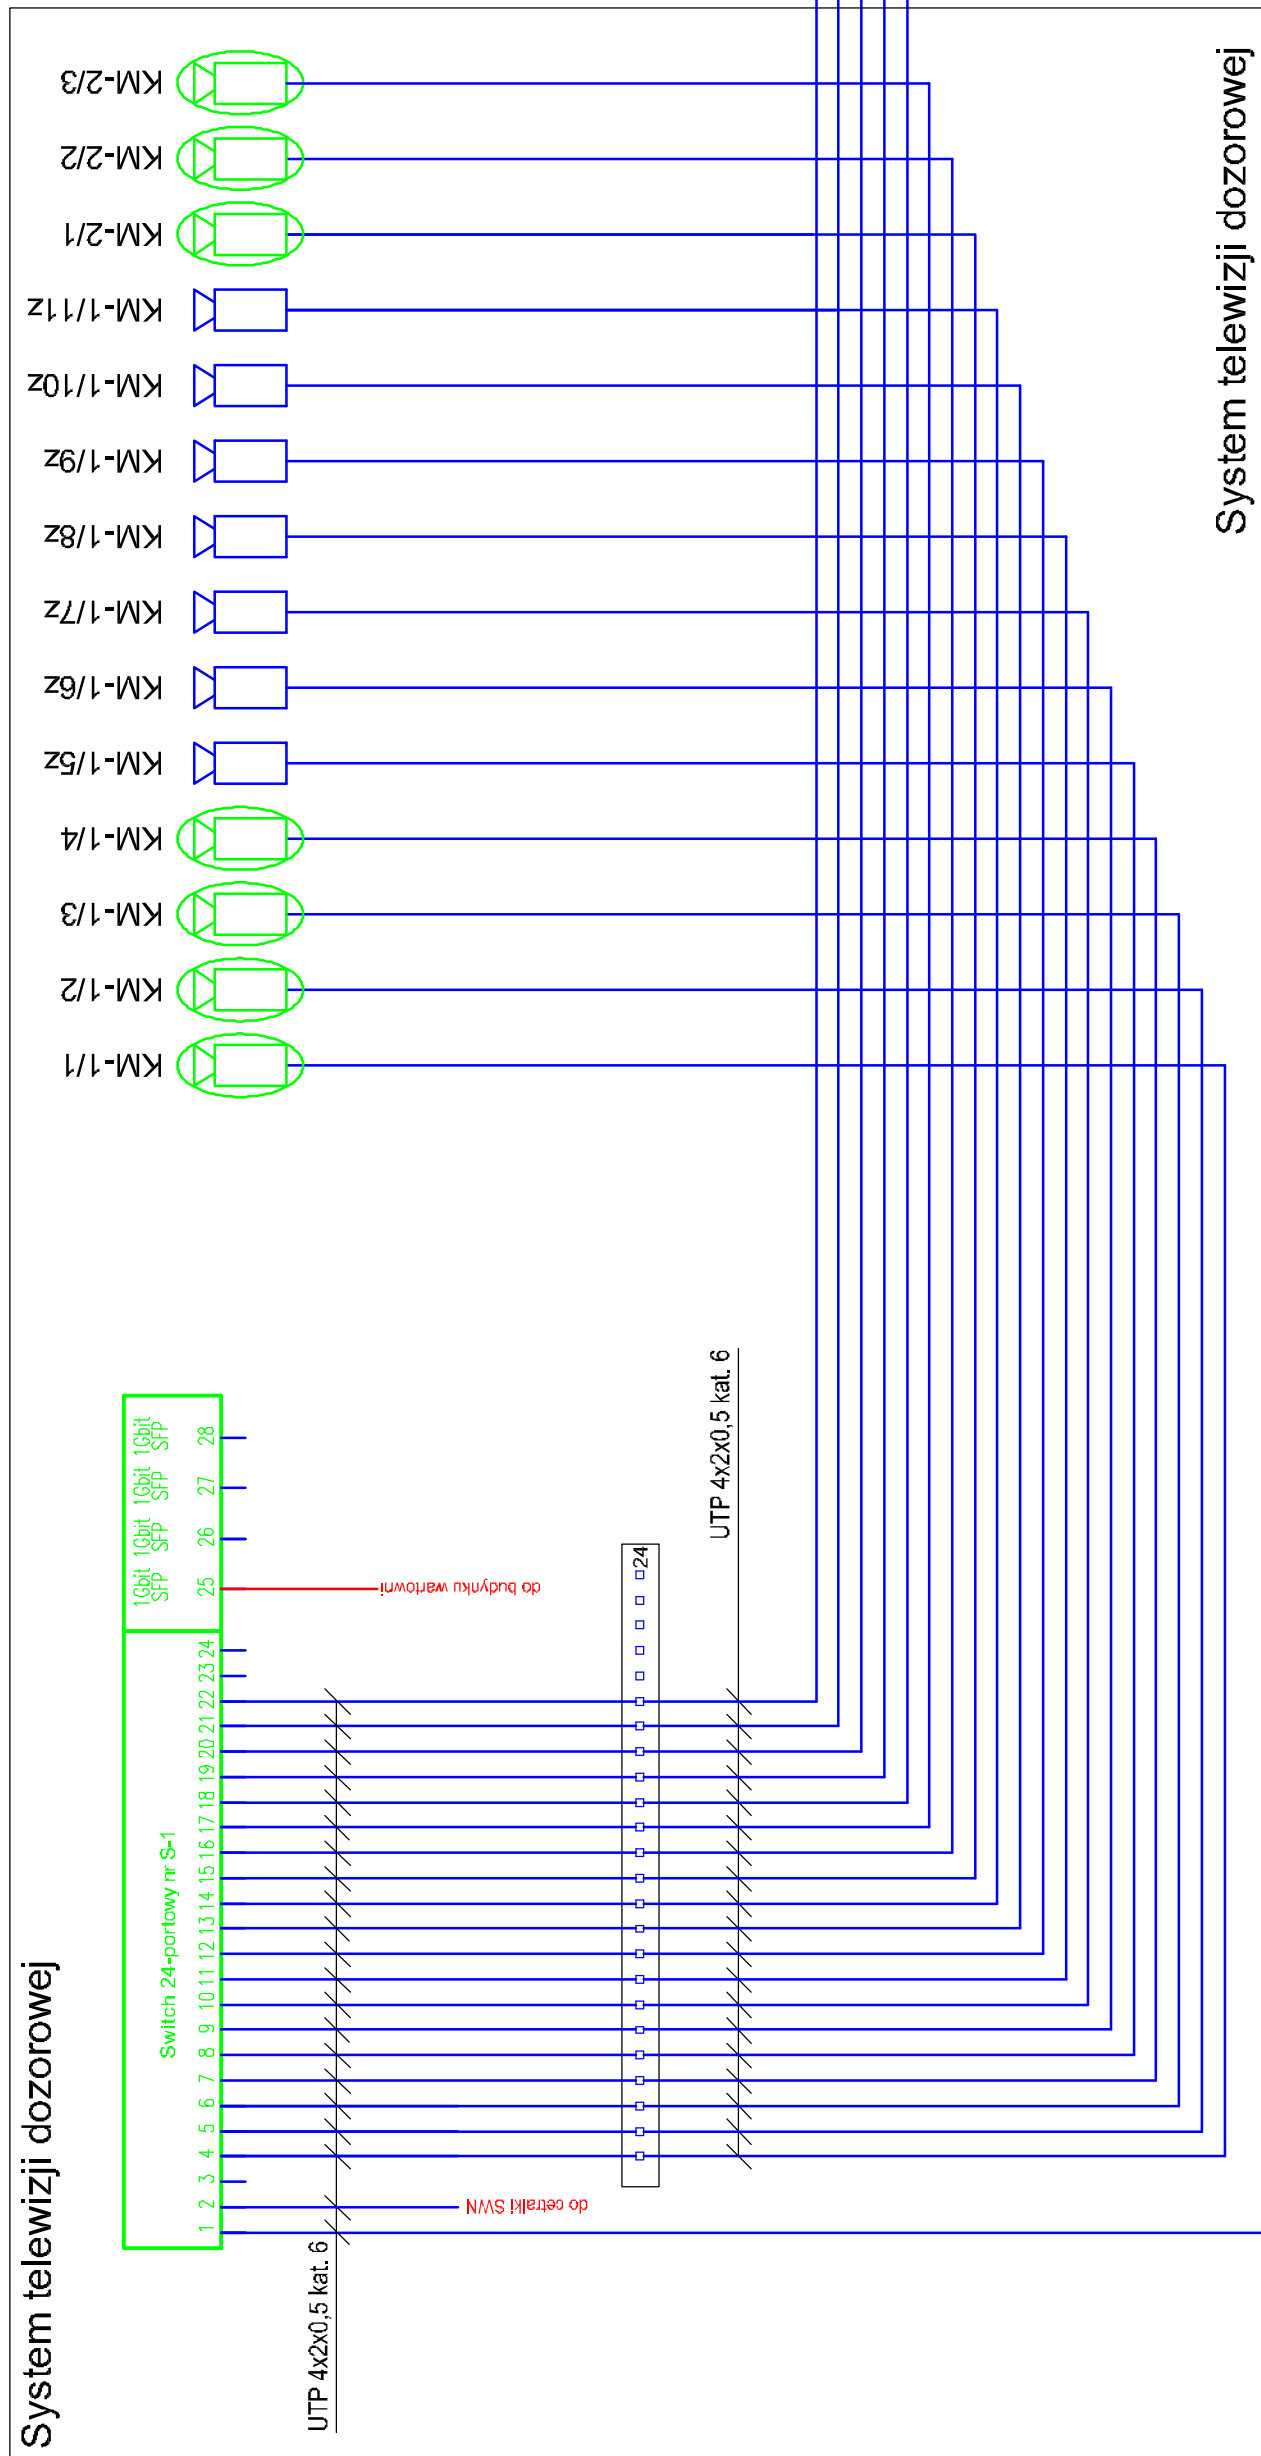 System telewizji dozorowej
Switch 24-portowy nr S-1
1 2 3 4 5 6 7 8 9 10 11 12 13 14 15 16 17 18 19 20 21 22 23 24
1Gbit 1Gbit 1Gbit 1Gbit
SFP SFP SFP SFP
25 26 27 28
UTP 4x2x0,5 kat. 6
do cetralki SWN
do budynku wartowni
24
UTP 4x2x0,5 kat. 6
KM-1/1
KM-1/2
KM-1/3
KM-1/4
KM-1/5z
KM-1/6z
KM-1/7z
KM-1/8z
KM-1/9z
KM-1/10z
KM-1/11z
KM-2/1
KM-2/2
KM-2/3
System telewizji dozorowej